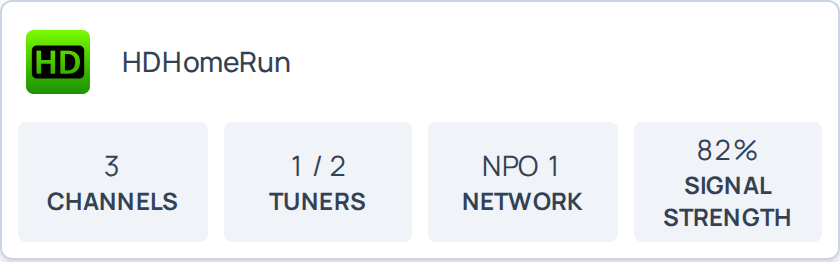 HD
HDHomeRun
3
CHANNELS
1 / 2
TUNERS
NPO 1
NETWORK
82%
SIGNAL
STRENGTH